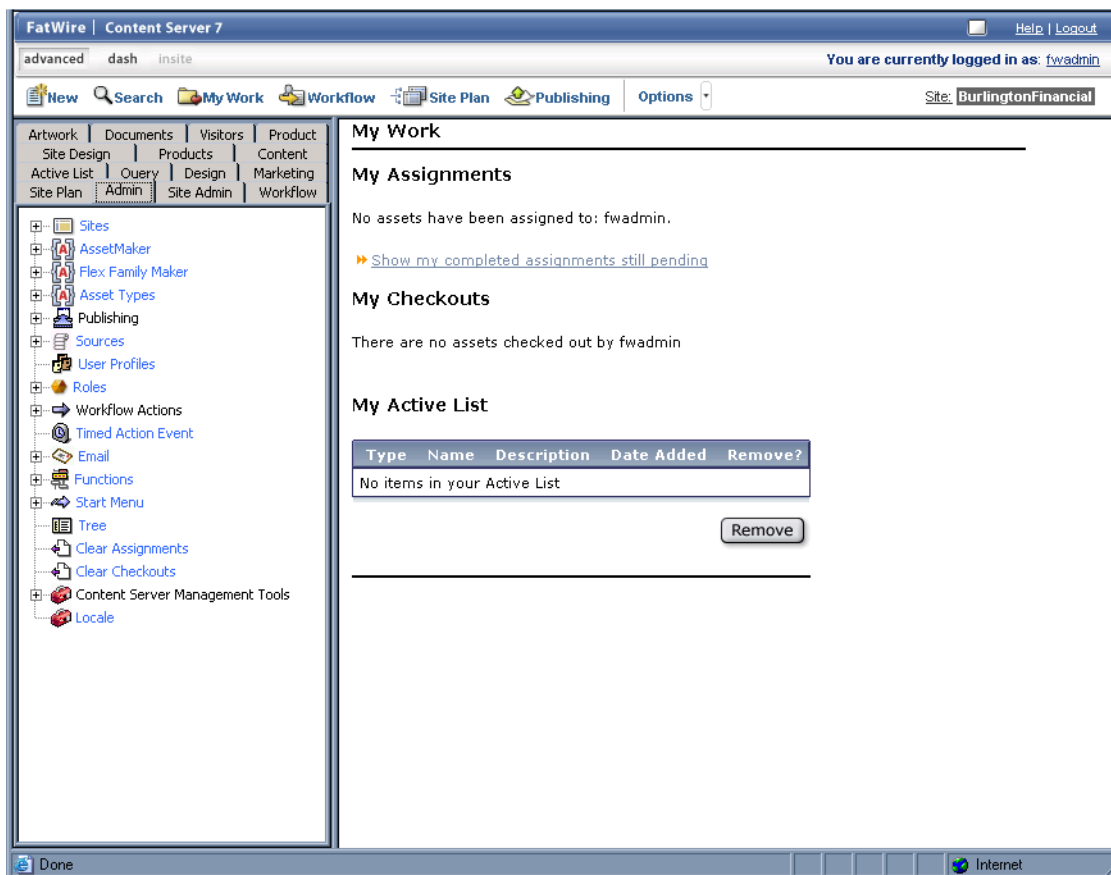 FatWire | Content Server 7
Help | Logout
advanced dash insite
You are currently logged in as: fwadmin
New Search My Work Workflow Site Plan Publishing Options
Site: BurlingtonFinancial
Artwork Documents Visitors Product
Site Design Products Content
Active List Query Design Marketing
Site Plan Admin Site Admin Workflow
Sites
AssetMaker
Flex Family Maker
Asset Types
Publishing
Sources
User Profiles
Roles
Workflow Actions
Timed Action Event
Email
Functions
Start Menu
Tree
Clear Assignments
Clear Checkouts
Content Server Management Tools
Locale
My Work
My Assignments
No assets have been assigned to: fwadmin.
Show my completed assignments still pending
My Checkouts
There are no assets checked out by fwadmin
My Active List
Type Name Description Date Added Remove?
No items in your Active List
Remove
Done
Internet